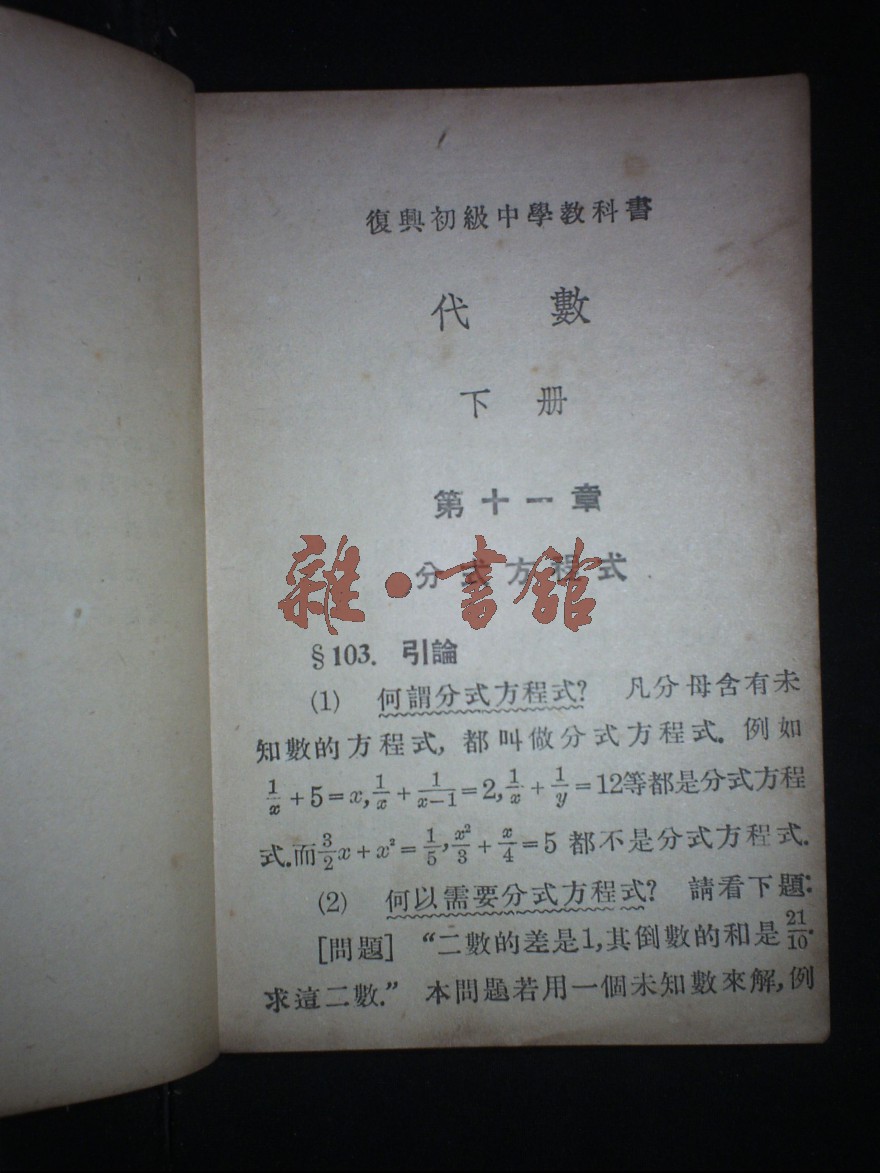 復興初級中學教科書
代數
下册
第十一章
分式方程式
雜·書館
§103. 引論
(1) 何謂分式方程式? 凡分母含有未
知數的方程式, 都叫做分式方程式. 例如
1/x + 5 = x, 1/x + 1/(x−1) = 2, 1/x + 1/y = 12等都是分式方程
式. 而 3/2 x + x² = 1/5, x²/3 + x/4 = 5 都不是分式方程式.
(2) 何以需要分式方程式? 請看下題:
[問題] “二數的差是1, 其倒數的和是 21/10.
求這二數.” 本問題若用一個未知數來解, 例